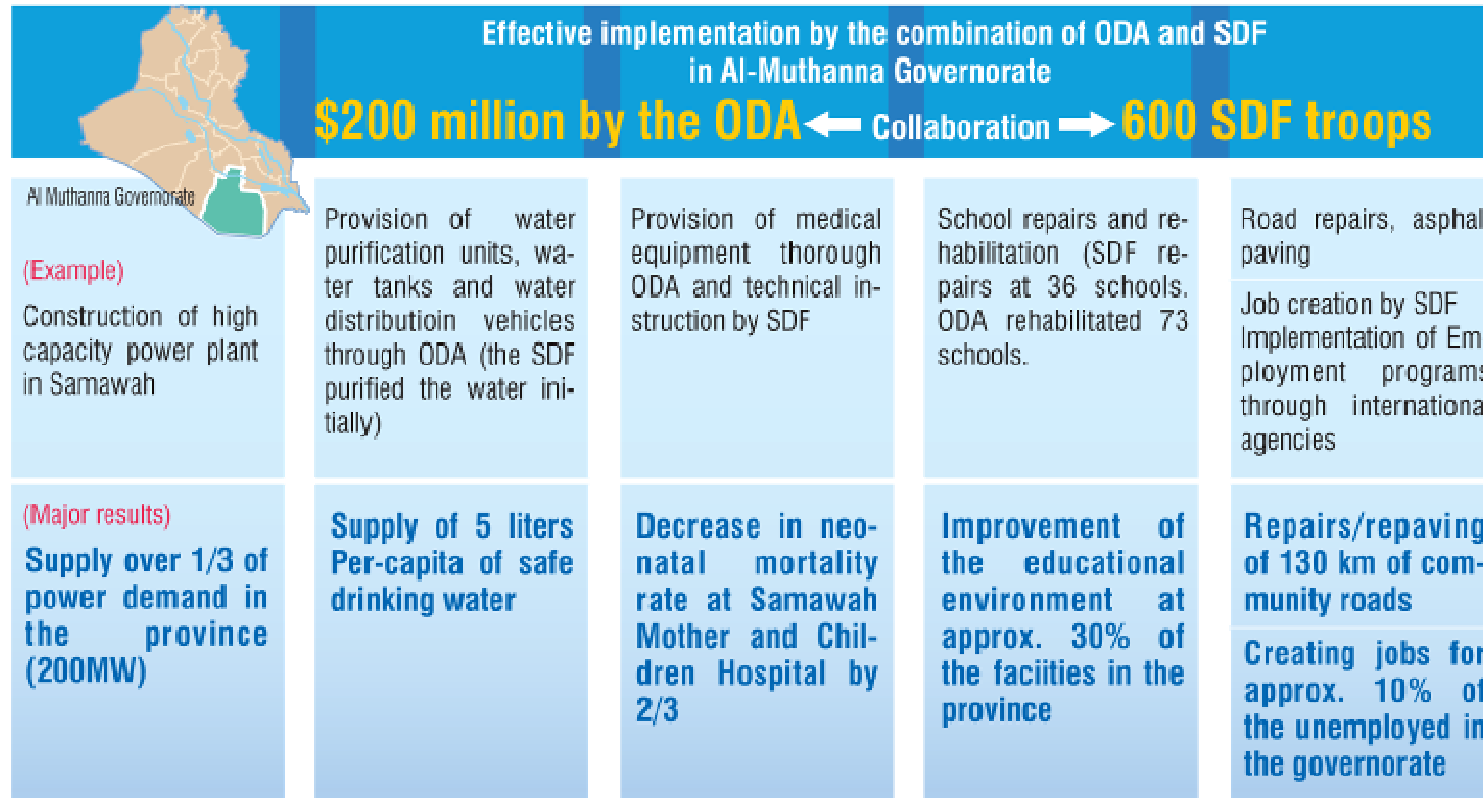 Effective implementation by the combination of ODA and SDF
in Al-Muthanna Governorate
$200 million by the ODA Collaboration 600 SDF troops
Al Muthanna Governorate
(Example)
Construction of high
capacity power plant
in Samawah
Provision of water
purification units, wa-
ter tanks and water
distributioin vehicles
through ODA (the SDF
purified the water ini-
tially)
Provision of medical
equipment thorough
ODA and technical in-
struction by SDF
School repairs and re-
habilitation (SDF re-
pairs at 36 schools.
ODA rehabilitated 73
schools.
Road repairs, asphal
paving
Job creation by SDF
Implementation of Em
ployment programs
through internationa
agencies
(Major results)
Supply over 1/3 of
power demand in
the province
(200MW)
Supply of 5 liters
Per-capita of safe
drinking water
Decrease in neo-
natal mortality
rate at Samawah
Mother and Chil-
dren Hospital by
2/3
Improvement of
the educational
environment at
approx. 30% of
the faciities in the
province
Repairs/repaving
of 130 km of com-
munity roads
Creating jobs for
approx. 10% of
the unemployed in
the governorate